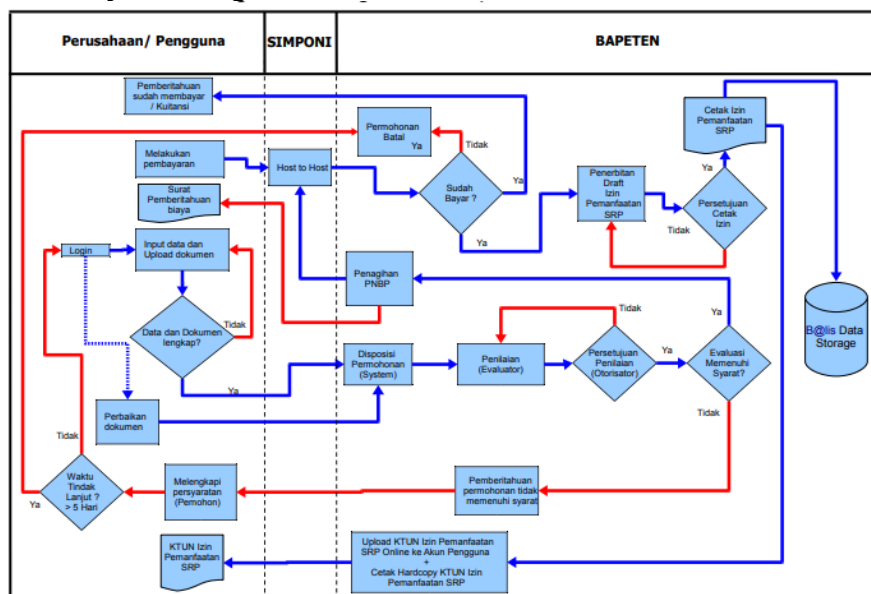 Perusahaan/ Pengguna
SIMPONI
BAPETEN
Pemberitahuan
sudah membayar
/ Kuitansi
Permohonan
Batal
Ya
Tidak
Cetak Izin
Pemanfaatan
SRP
Melakukan
pembayaran
Host to Host
Sudah
Bayar ?
Ya
Ya
Penerbitan
Draft
Izin
Pemanfaatan
SRP
Ya
Persetujuan
Cetak
Izin
Tidak
Surat
Pemberitahuan
biaya
Login
Input data dan
Upload dokumen
Penagihan
PNBP
Data dan Dokumen
lengkap?
Tidak
Ya
Disposisi
Permohonan
(System)
Penilaian
(Evaluator)
Tidak
Persetujuan
Penilaian
(Otorisator)
Ya
Ya
Evaluasi
Memenuhi
Syarat?
Tidak
B@lis Data
Storage
Perbaikan
dokumen
Tidak
Waktu
Tindak
Lanjut ?
> 5 Hari
Ya
Melengkapi
persyaratan
(Pemohon)
Pemberitahuan
permohonan tidak
memenuhi syarat
KTUN Izin
Pemanfaatan
SRP
Upload KTUN Izin Pemanfaatan
SRP Online ke Akun Pengguna
+
Cetak Hardcopy KTUN Izin
Pemanfaatan SRP